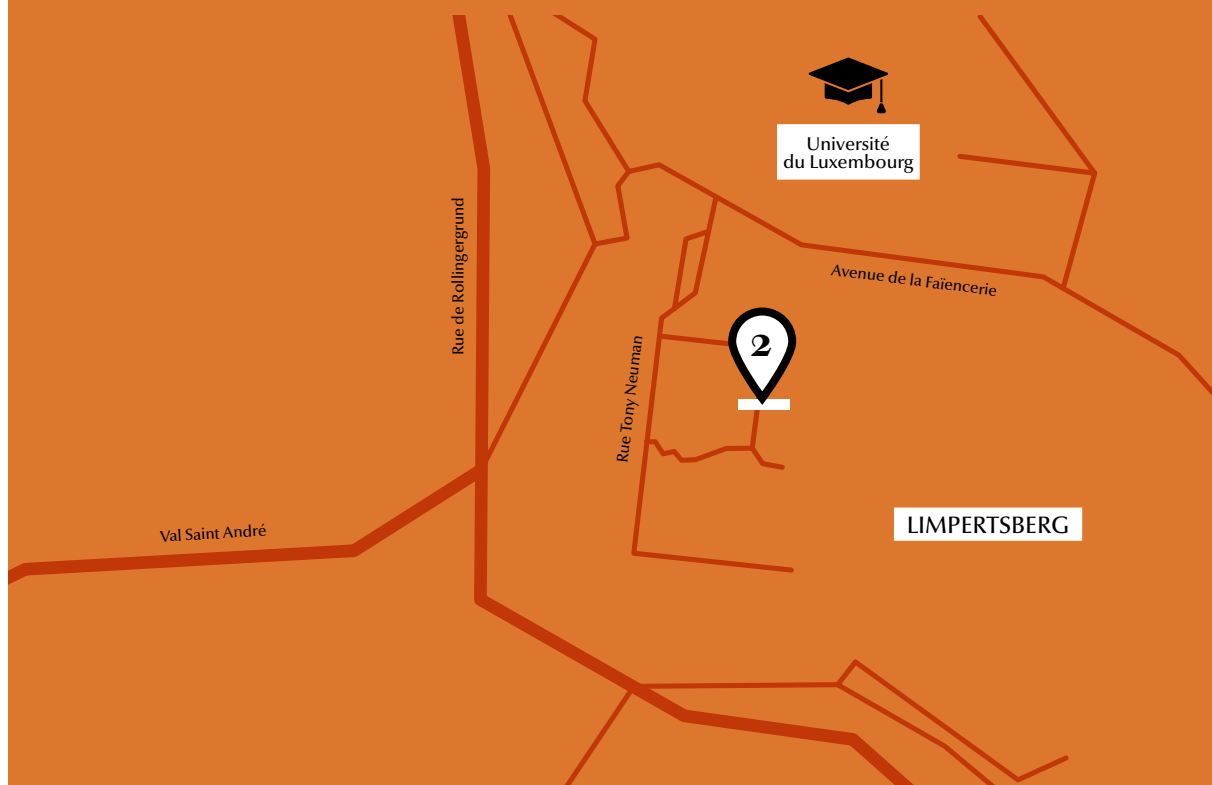 Université
du Luxembourg
Rue de Rollingergrund
Avenue de la Faïencerie
2
Rue Tony Neuman
LIMPERTSBERG
Val Saint André